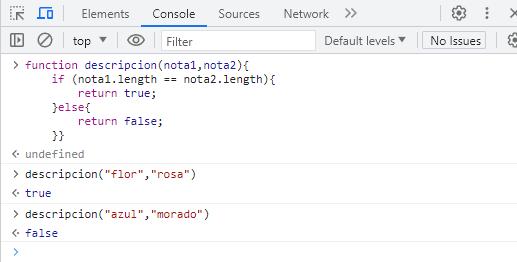 Elements Console Sources Network
top Filter Default levels No Issues
function descripcion(nota1,nota2){
    if (nota1.length == nota2.length){
        return true;
    }else{
        return false;
    }}
undefined
descripcion("flor","rosa")
true
descripcion("azul","morado")
false